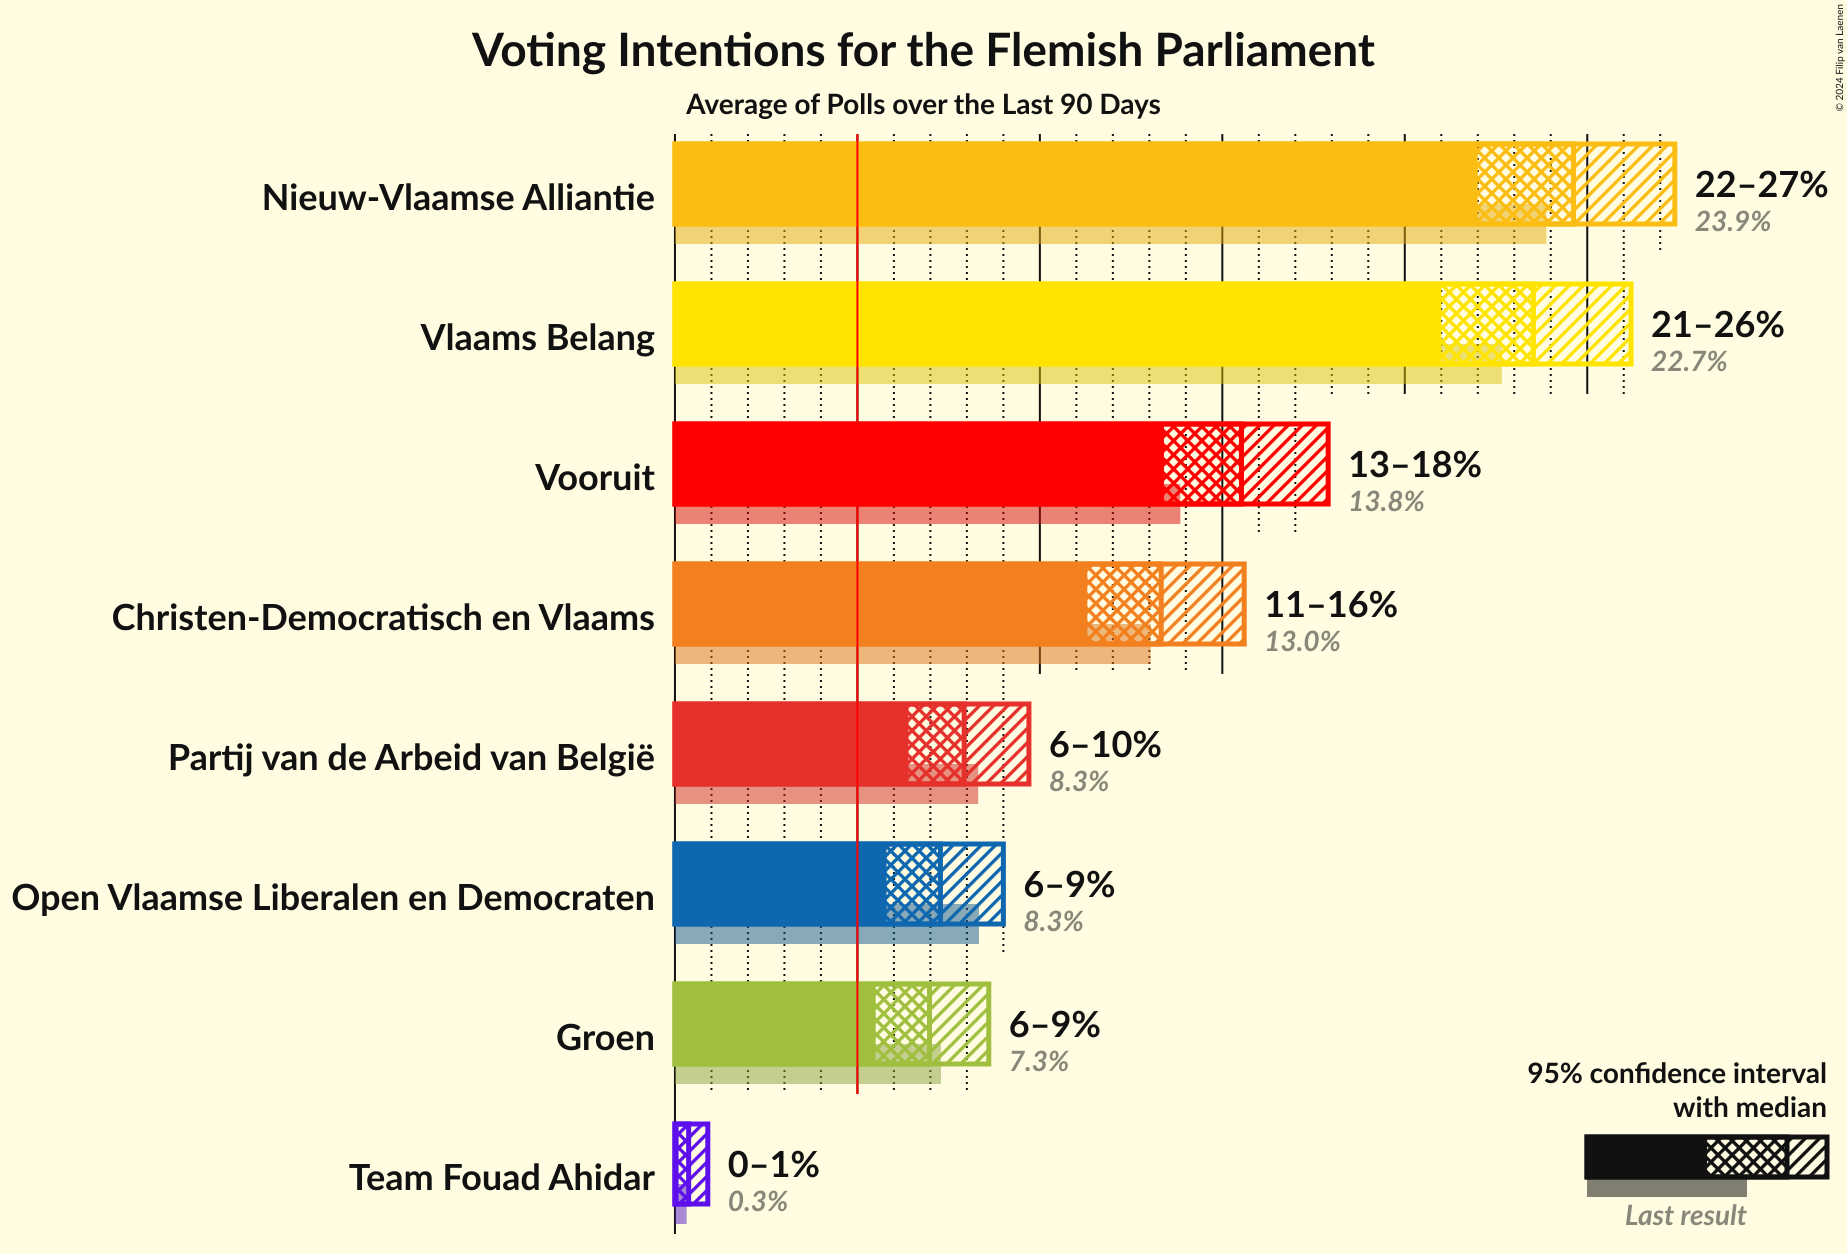 Voting Intentions for the Flemish Parliament
Average of Polls over the Last 90 Days
© 2024 Filip van Laenen
Nieuw-Vlaamse Alliantie
22–27%
23.9%
Vlaams Belang
21–26%
22.7%
Vooruit
13–18%
13.8%
Christen-Democratisch en Vlaams
11–16%
13.0%
Partij van de Arbeid van België
6–10%
8.3%
Open Vlaamse Liberalen en Democraten
6–9%
8.3%
Groen
6–9%
7.3%
Team Fouad Ahidar
0–1%
0.3%
95% confidence interval
with median
Last result